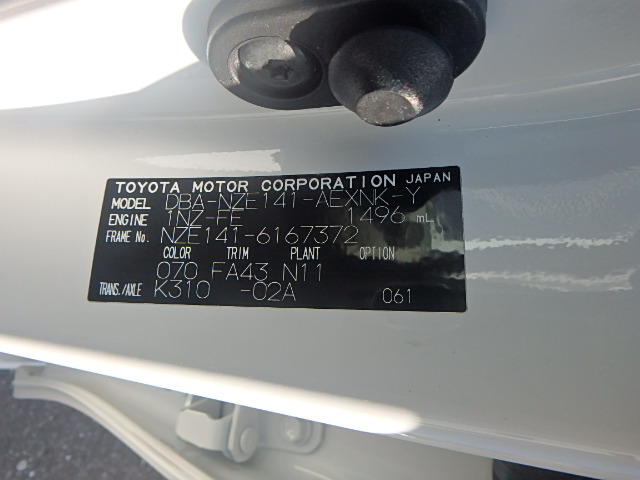 TOYOTA MOTOR CORPORATION JAPAN
MODEL DBA-NZE141-AEXNK-Y
ENGINE 1NZ-FE 1496 mL
FRAME No. NZE141-6167372
COLOR TRIM PLANT OPTION
070 FA43 N11
TRANS./AXLE K310 -02A 061